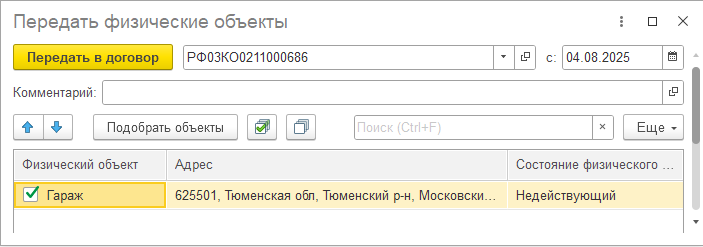 Передать физические объекты
Передать в договор РФ03КО0211000686 с: 04.08.2025
Комментарий:
Подобрать объекты Поиск (Ctrl+F) × Еще
Физический объект Адрес Состояние физического ...
Гараж 625501, Тюменская обл, Тюменский р-н, Московски... Недействующий